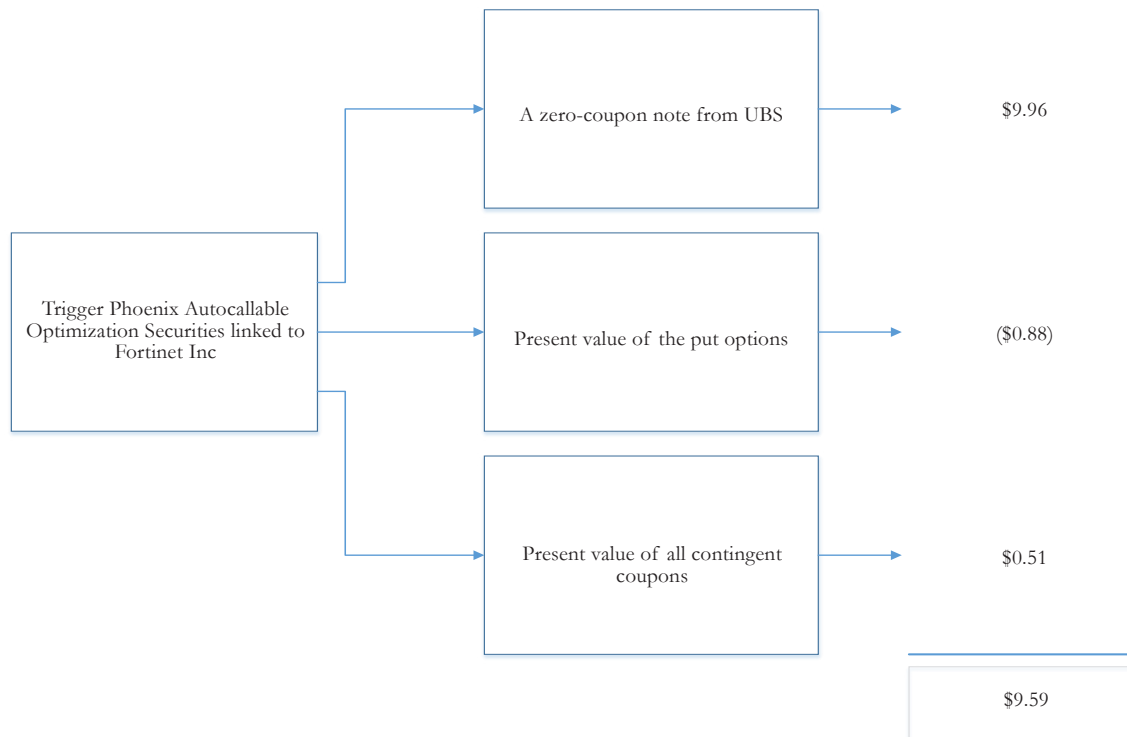 A zero-coupon note from UBS
$9.96
Trigger Phoenix Autocallable
Optimization Securities linked to
Fortinet Inc
Present value of the put options
($0.88)
Present value of all contingent
coupons
$0.51
$9.59